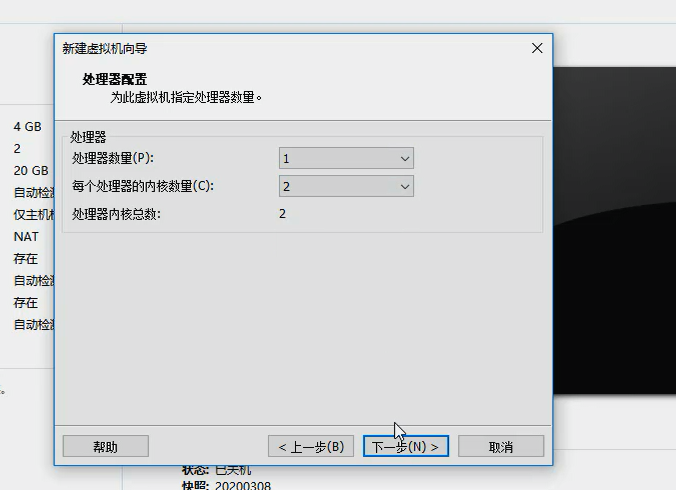 新建虚拟机向导
处理器配置
为此虚拟机指定处理器数量。
处理器
处理器数量(P):
1
每个处理器的内核数量(C):
2
处理器内核总数:
2
帮助
< 上一步(B)
下一步(N) >
取消
4 GB
2
20 GB
自动检测
仅主机
NAT
存在
自动检测
存在
自动检测
状态: 已关机
快照: 20200308